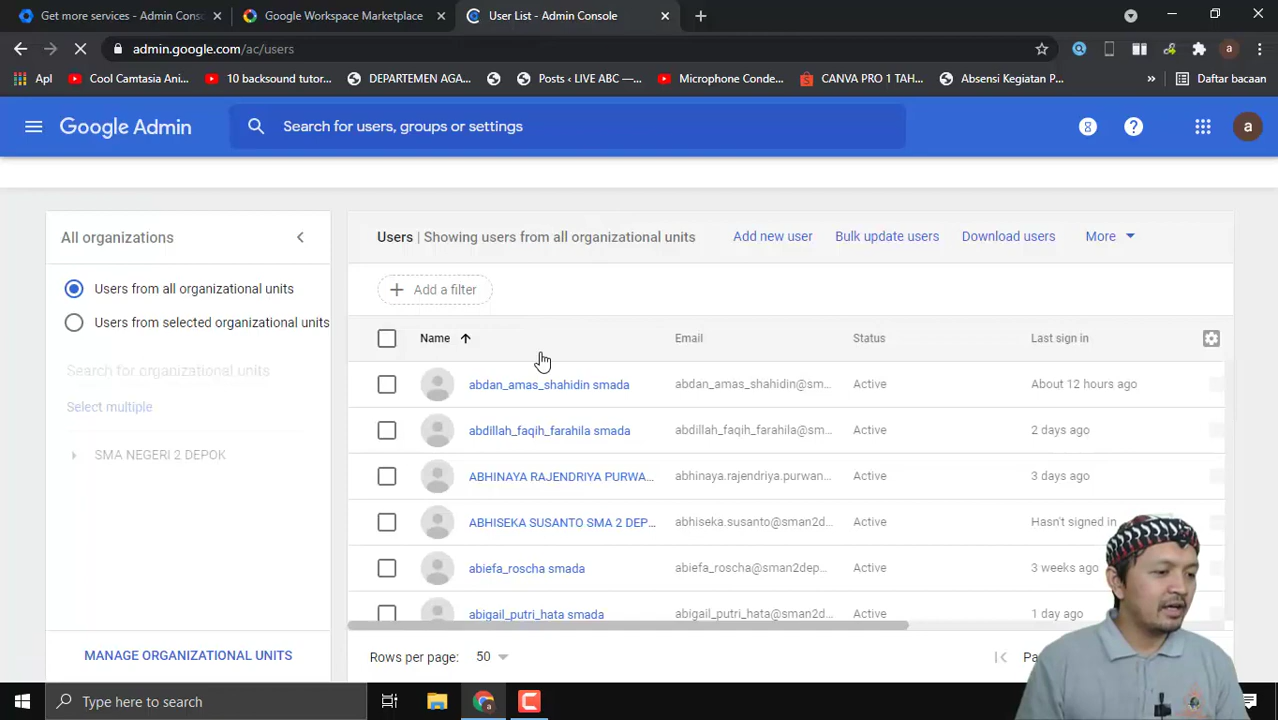 Get more services - Admin Conso
Google Workspace Marketplace
User List - Admin Console
admin.google.com/ac/users
a
Apl
Cool Camtasia Ani...
10 backsound tutor...
DEPARTEMEN AGA...
Posts ‹ LIVE ABC —...
Microphone Conde...
CANVA PRO 1 TAH...
Absensi Kegiatan P...
»
Daftar bacaan
Google Admin
Search for users, groups or settings
a
All organizations
Users | Showing users from all organizational units
Add new user
Bulk update users
Download users
More
Users from all organizational units
Users from selected organizational units
Search for organizational units
Select multiple
SMA NEGERI 2 DEPOK
MANAGE ORGANIZATIONAL UNITS
Add a filter
Name
Email
Status
Last sign in
abdan_amas_shahidin smada
abdan_amas_shahidin@sm...
Active
About 12 hours ago
abdillah_faqih_farahila smada
abdillah_faqih_farahila@sm...
Active
2 days ago
ABHINAYA RAJENDRIYA PURWA...
abhinaya.rajendriya.purwan...
Active
3 days ago
ABHISEKA SUSANTO SMA 2 DEP...
abhiseka.susanto@sman2d...
Active
Hasn't signed in
abiefa_roscha smada
abiefa_roscha@sman2dep...
Active
3 weeks ago
abigail_putri_hata smada
abigail_putri_hata@sman2d...
Active
1 day ago
Rows per page:
50
Type here to search